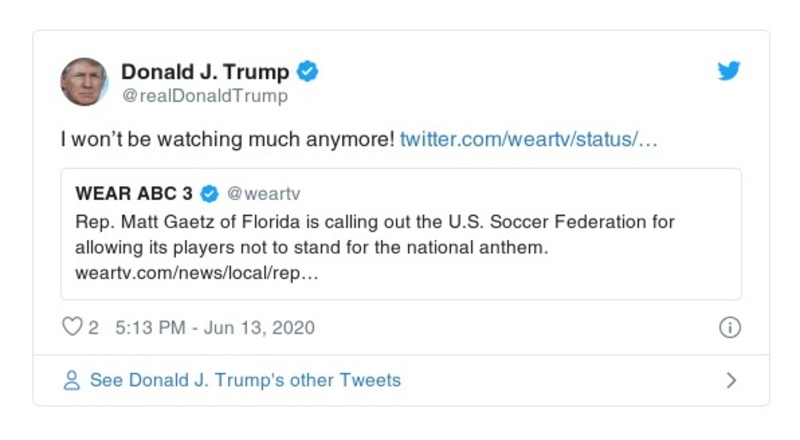 Donald J. Trump
@realDonaldTrump
I won't be watching much anymore! twitter.com/weartv/status/…
WEAR ABC 3 @weartv
Rep. Matt Gaetz of Florida is calling out the U.S. Soccer Federation for
allowing its players not to stand for the national anthem.
weartv.com/news/local/rep…
2 5:13 PM - Jun 13, 2020
See Donald J. Trump's other Tweets